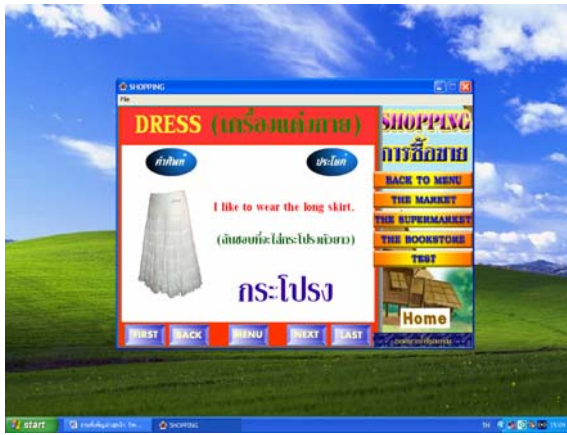 SHOPPING
File
DRESS (เครื่องแต่งกาย)
คำศัพท์
ประโยค
I like to wear the long skirt.
(ฉันชอบที่จะใส่กระโปรงตัวยาว)
กระโปรง
FIRST
BACK
MENU
NEXT
LAST
SHOPPING
การซื้อขาย
BACK TO MENU
THE MARKET
THE SUPERMARKET
THE BOOKSTORE
TEST
Home
start
SHOPPING
TH
15:09